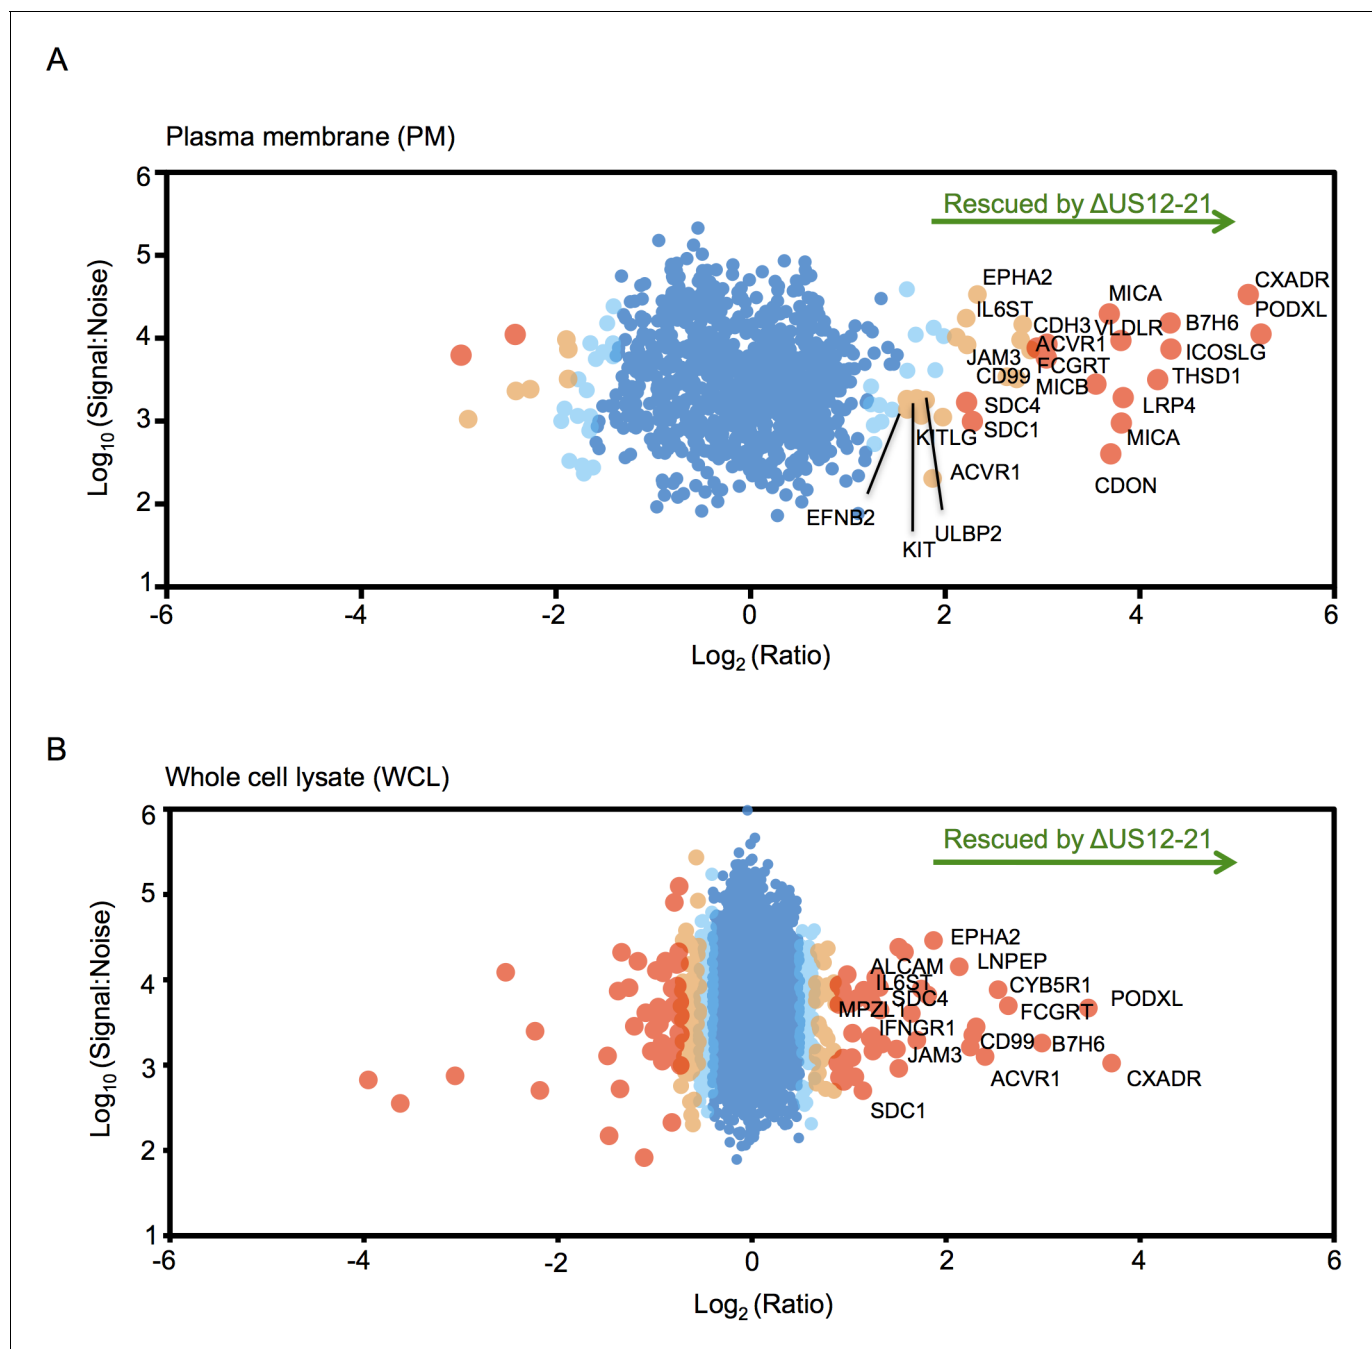 A
Plasma membrane (PM)
6
5
4
3
2
1
Log10 (Signal:Noise)
Rescued by ΔUS12-21
EPHA2
IL6ST
CDH3
VLDLR
MICA
CXADR
PODXL
B7H6
ICOSLG
ACVR1
JAM3
FCGRT
CD99
MICB
THSD1
SDC4
LRP4
SDC1
KITLG
MICA
ACVR1
CDON
EFNB2
ULBP2
KIT
-6
-4
-2
0
2
4
6
Log2 (Ratio)
B
Whole cell lysate (WCL)
6
5
4
3
2
1
Log10 (Signal:Noise)
Rescued by ΔUS12-21
EPHA2
ALCAM
LNPEP
IL6ST
CYB5R1
SDC4
PODXL
MPZL1
FCGRT
IFNGR1
CD99
B7H6
JAM3
ACVR1
CXADR
SDC1
-6
-4
-2
0
2
4
6
Log2 (Ratio)